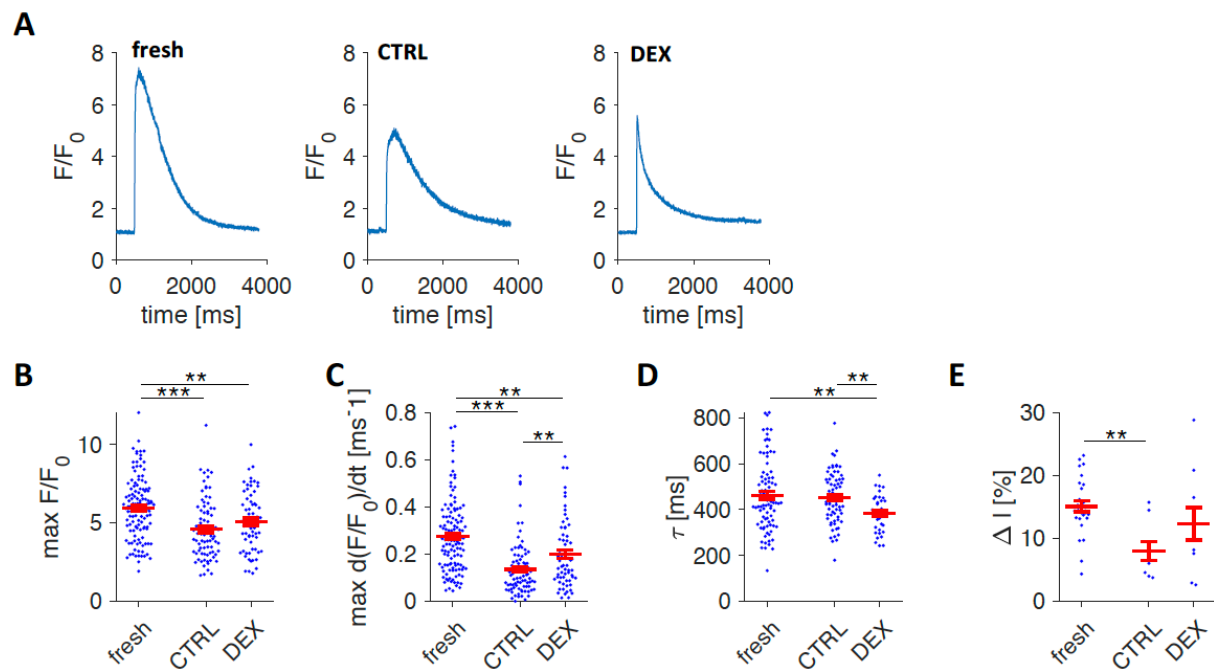 A
fresh
CTRL
DEX
8
6
4
2
0
F/F0
0 2000 4000
time [ms]
8
6
4
2
0
F/F0
0 2000 4000
time [ms]
8
6
4
2
0
F/F0
0 2000 4000
time [ms]
B
**
***
10
5
0
max F/F0
fresh CTRL DEX
C
**
***
**
0.8
0.6
0.4
0.2
0
max d(F/F0)/dt [ms-1]
fresh CTRL DEX
D
**
**
800
600
400
200
0
τ [ms]
fresh CTRL DEX
E
**
30
20
10
0
Δ l [%]
fresh CTRL DEX